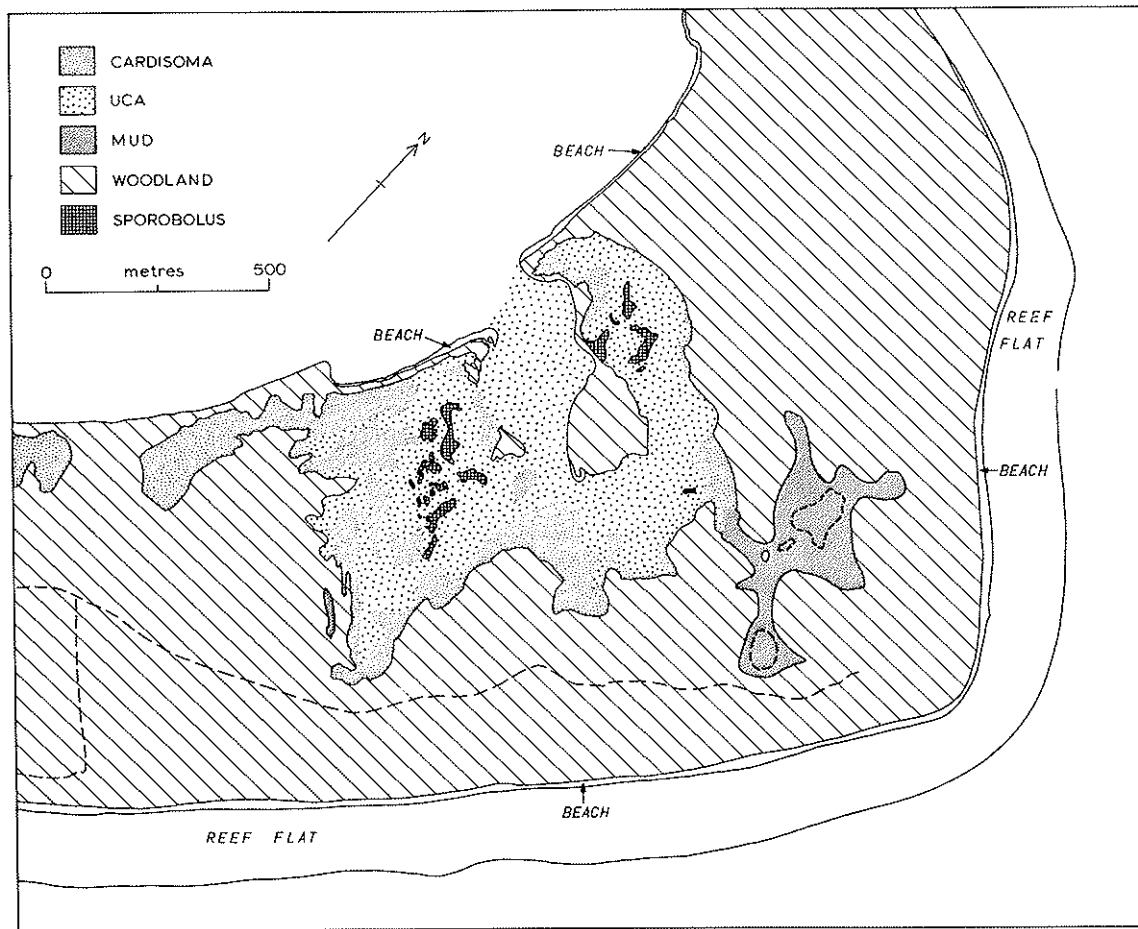 CARDISOMA
UCA
MUD
WOODLAND
SPOROBOLUS
0 metres 500
N
BEACH
BEACH
REEF
FLAT
BEACH
BEACH
REEF FLAT